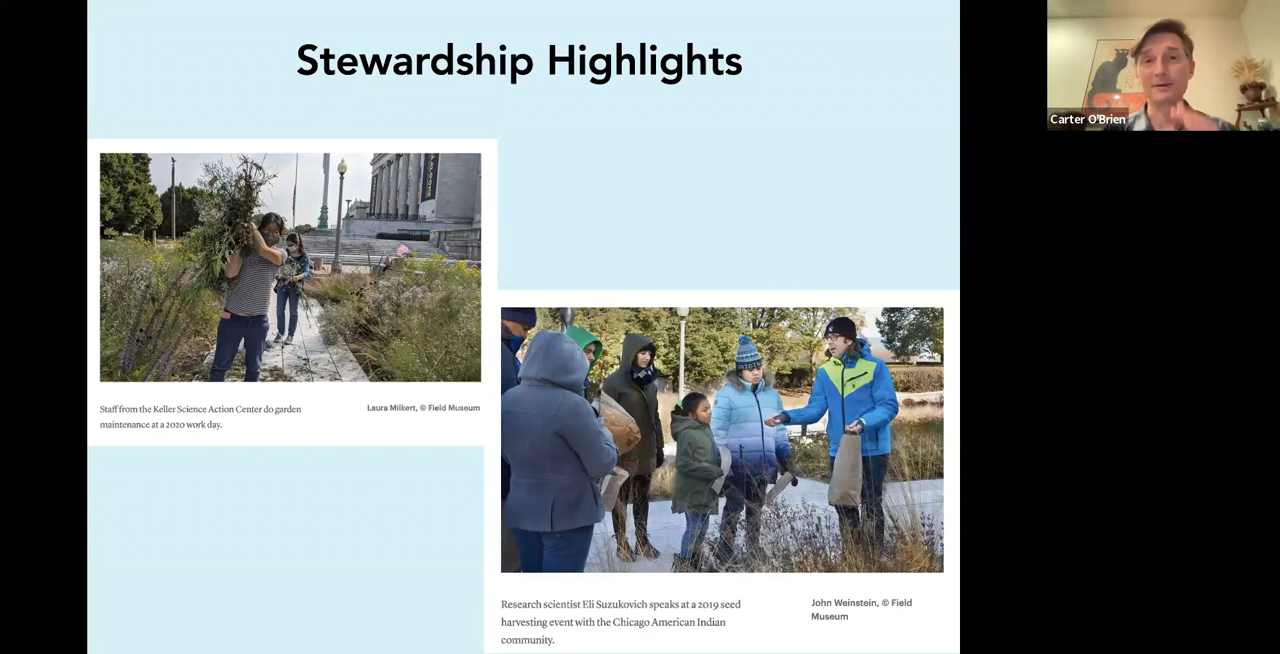 Stewardship Highlights
Carter O'Brien
Staff from the Keller Science Action Center do garden
maintenance at a 2020 work day.
Laura Milkert, © Field Museum
Research scientist Eli Suzukovich speaks at a 2019 seed
harvesting event with the Chicago American Indian
community.
John Weinstein, © Field
Museum